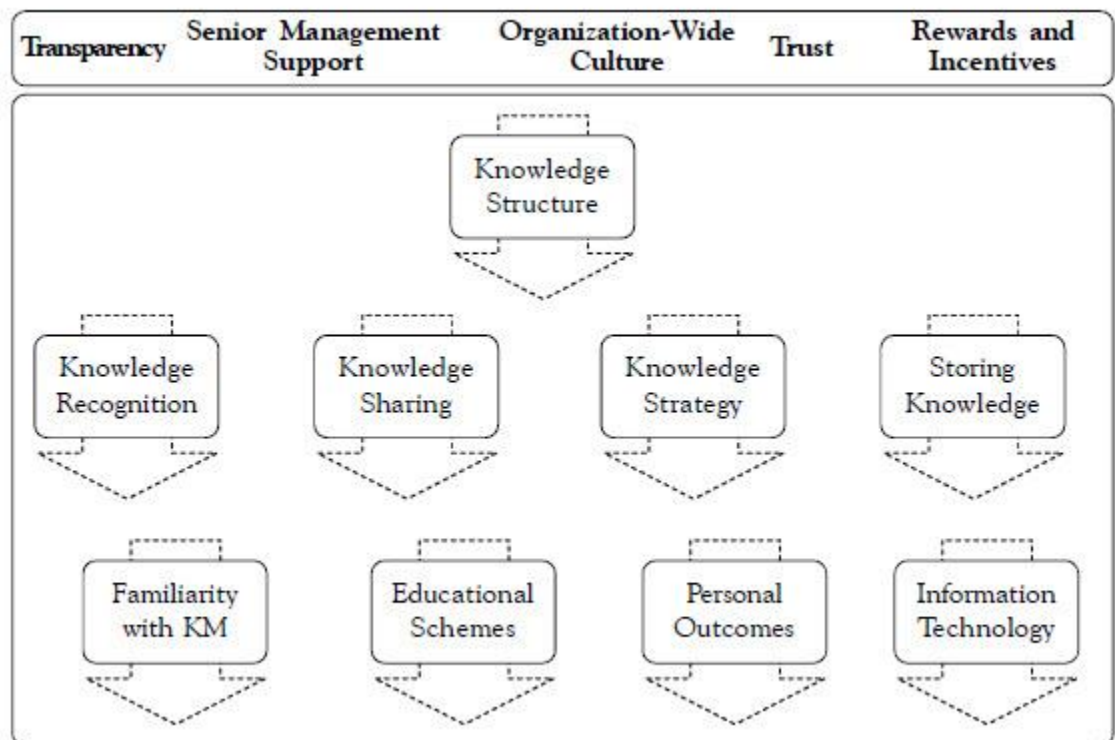 Transparency
Senior Management
Support
Organization-Wide
Culture
Trust
Rewards and
Incentives
Knowledge
Structure
Knowledge
Recognition
Knowledge
Sharing
Knowledge
Strategy
Storing
Knowledge
Familiarity
with KM
Educational
Schemes
Personal
Outcomes
Information
Technology